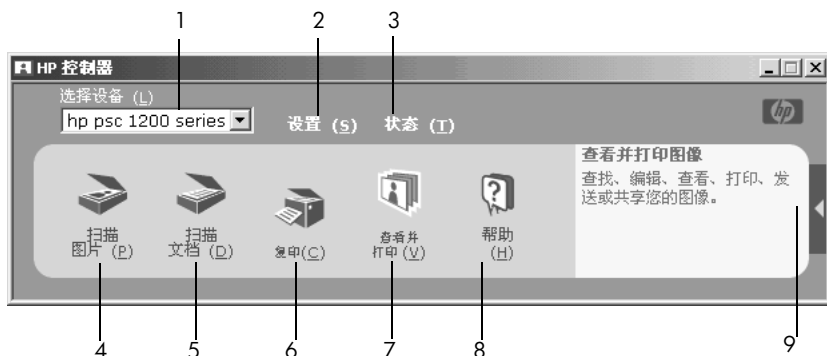 1 2 3
HP 控制器
选择设备 (L)
hp psc 1200 series
设置 (S) 状态 (T)
hp
查看并打印图像
查找、编辑、查看、打印、发
送或共享您的图像。
扫描
图片 (P)
扫描
文档 (D)
复印(C)
查看并
打印 (V)
帮助
(H)
4 5 6 7 8 9